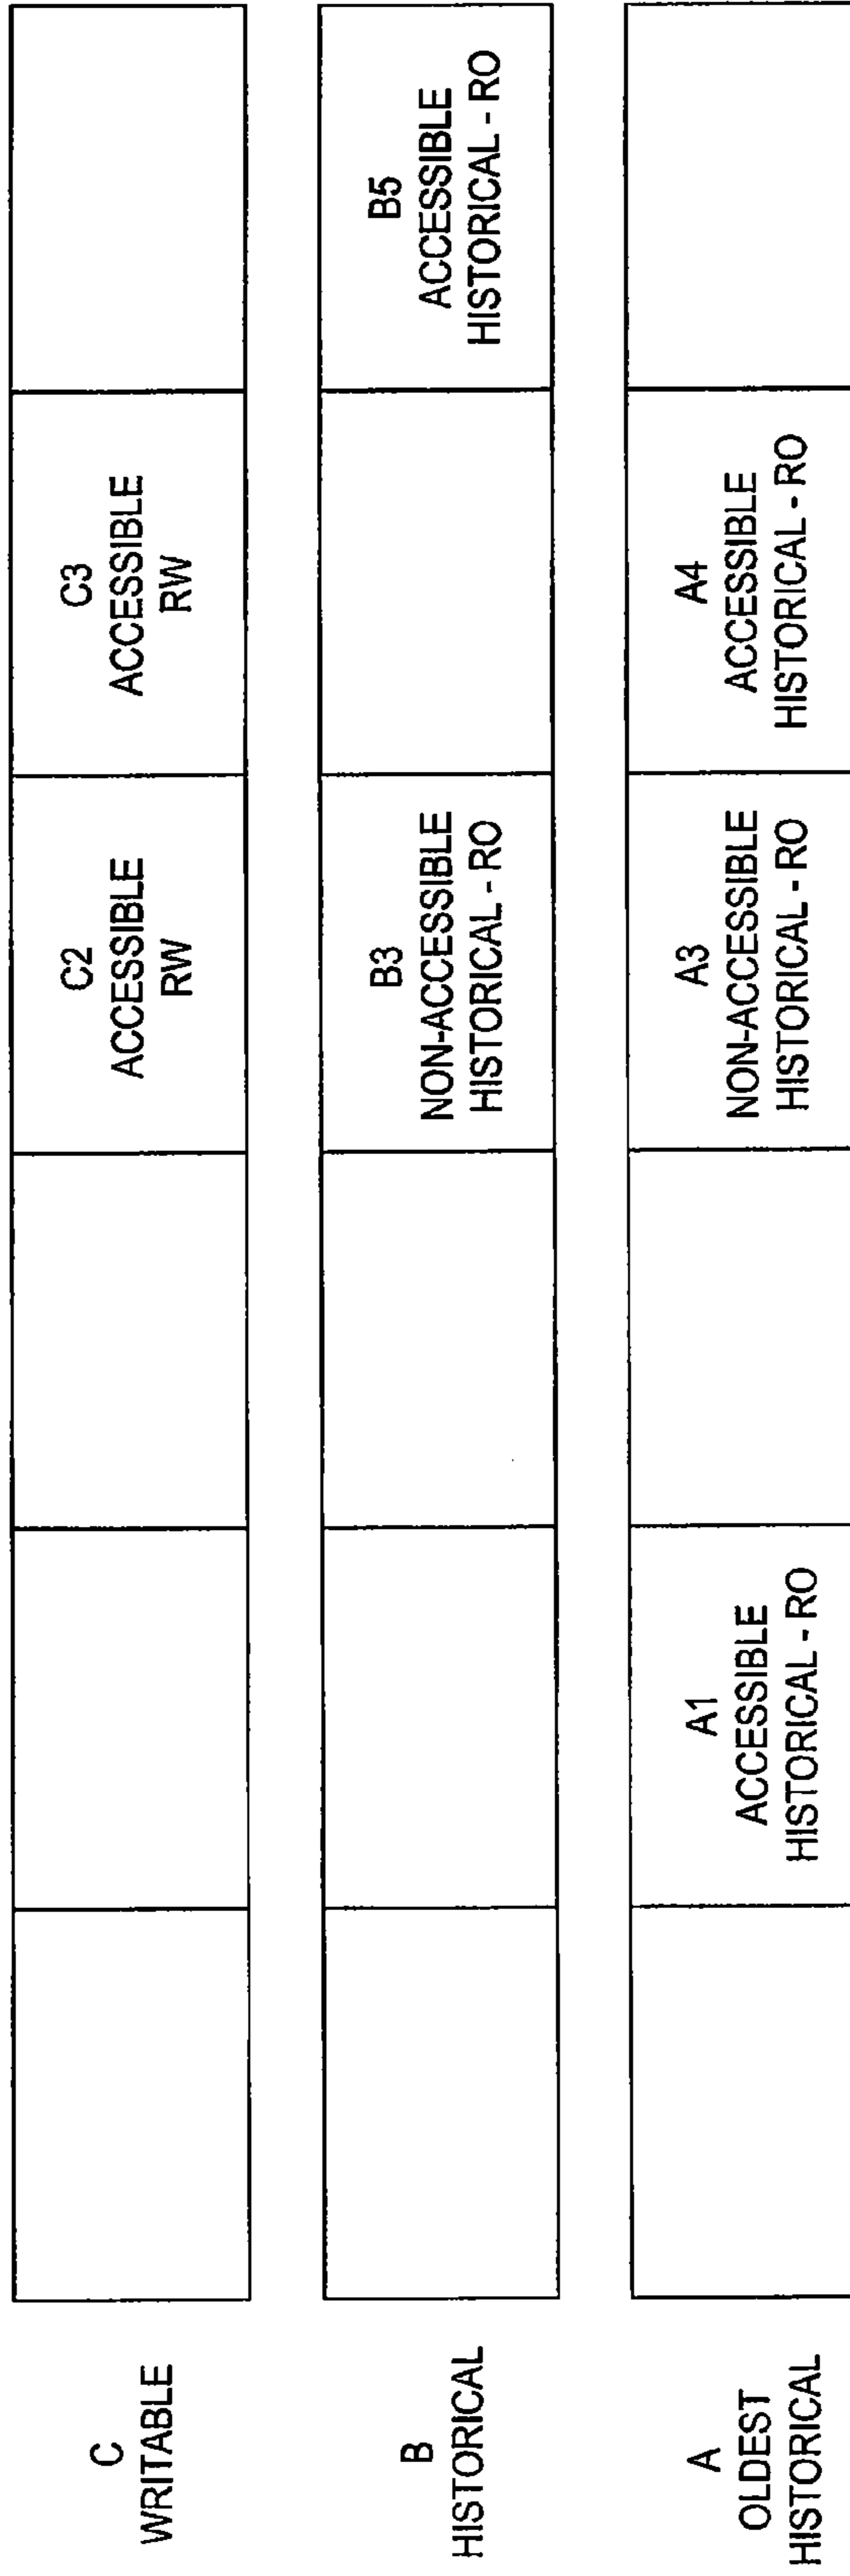 C
WRITABLE
C2
ACCESSIBLE
RW
C3
ACCESSIBLE
RW
B
HISTORICAL
B3
NON-ACCESSIBLE
HISTORICAL - RO
B5
ACCESSIBLE
HISTORICAL - RO
A
OLDEST
HISTORICAL
A1
ACCESSIBLE
HISTORICAL - RO
A3
NON-ACCESSIBLE
HISTORICAL - RO
A4
ACCESSIBLE
HISTORICAL - RO